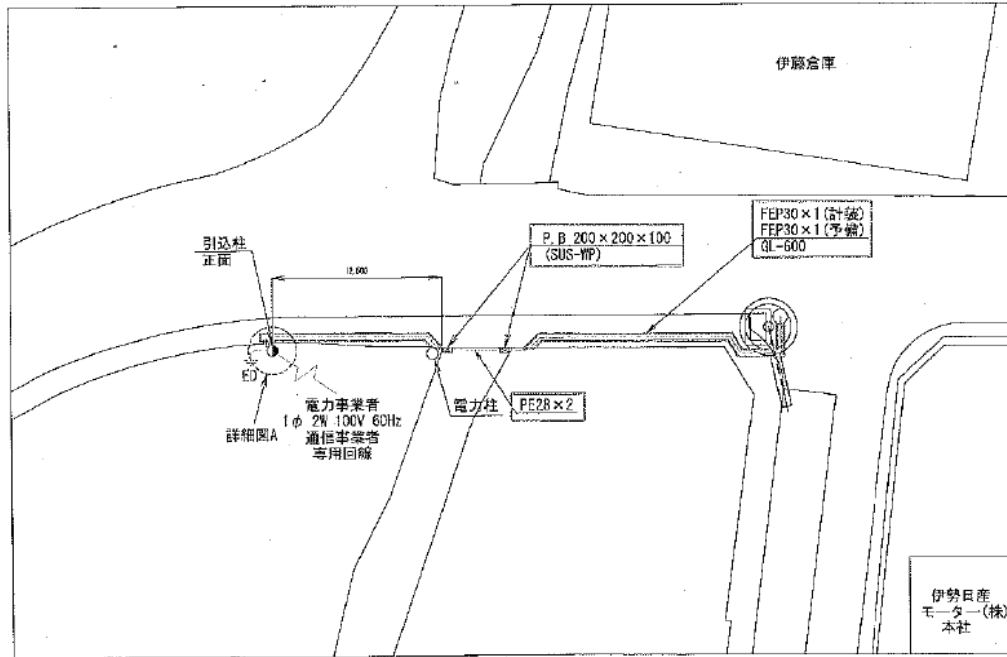 伊藤倉庫
FEP30×1(計装)
FEP30×1(予備)
GL-600
P.B 200×200×100
(SUS-WP)
引込柱
正面
12,600
ED
電力事業者
1φ 2W 100V 60Hz
通信事業者
専用回線
詳細図A
電力柱
PE28×2
伊勢日産
モーター(株)
本社